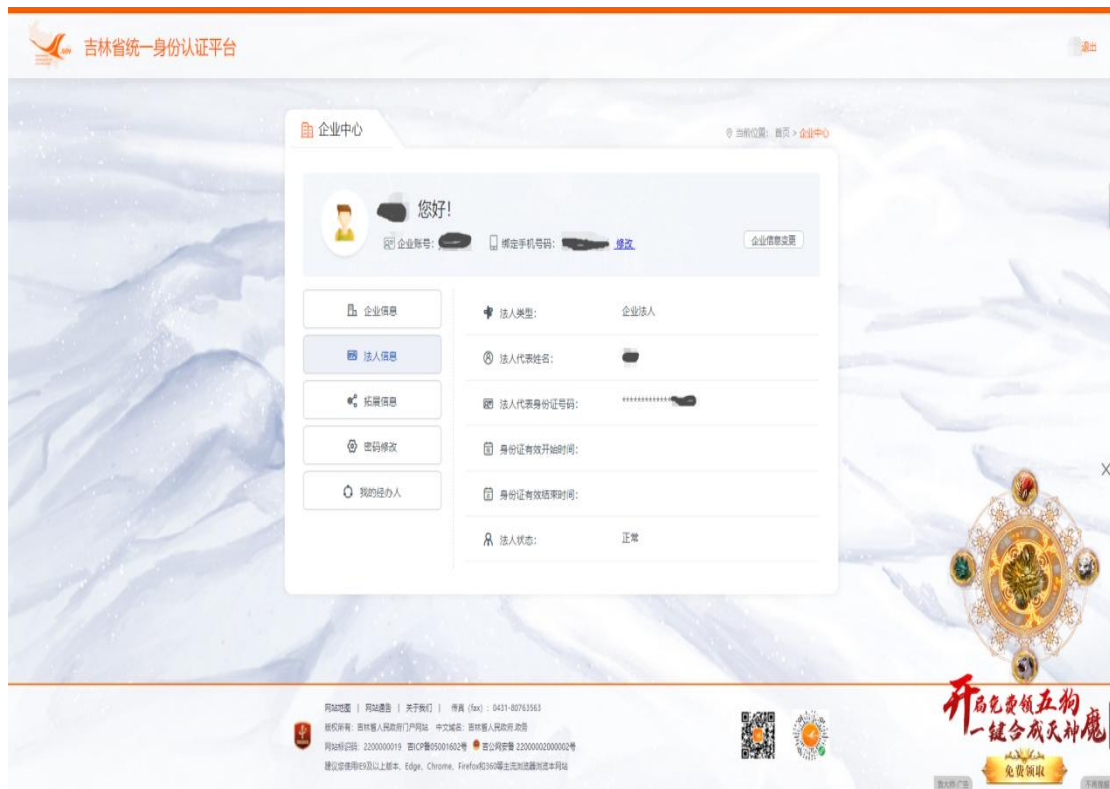 吉林省统一身份认证平台
退出
企业中心
当前位置: 首页 > 企业中心
您好!
企业账号:
绑定手机号码: 修改
企业信息变更
企业信息
法人信息
拓展信息
密码修改
我的经办人
法人类型: 企业法人
法人代表姓名:
法人代表身份证号码: *************
身份证有效开始时间:
身份证有效结束时间:
法人状态: 正常
网站地图 | 网站通告 | 关于我们 | 传真 (fax) : 0431-80763563
版权所有: 吉林省人民政府门户网站 中文域名: 吉林省人民政府.政务
网站标识码: 2200000019 吉ICP备05001602号 吉公网安备 22000002000002号
建议您使用IE9及以上版本、Edge、Chrome、Firefox和360等主流浏览器浏览本网站
开局免费领五狗
一键合成灭神魔
免费领取